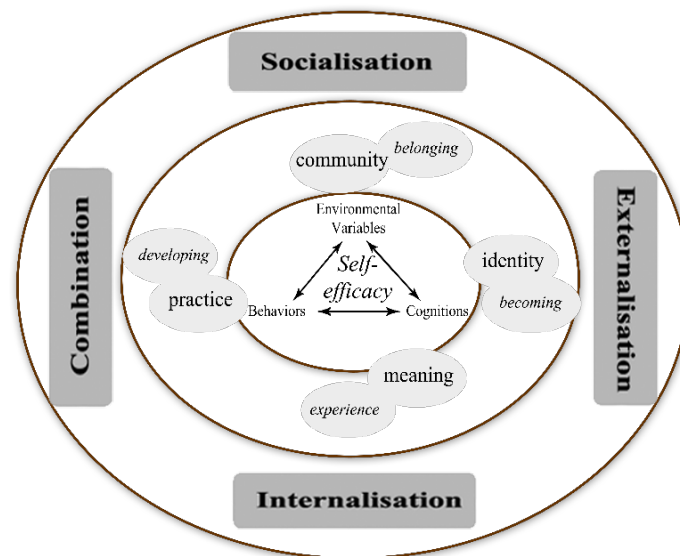 Socialisation
belonging
community
Environmental
Variables
Combination
Externalisation
developing
practice
Self-
efficacy
identity
becoming
Behaviors
Cognitions
meaning
experience
Internalisation